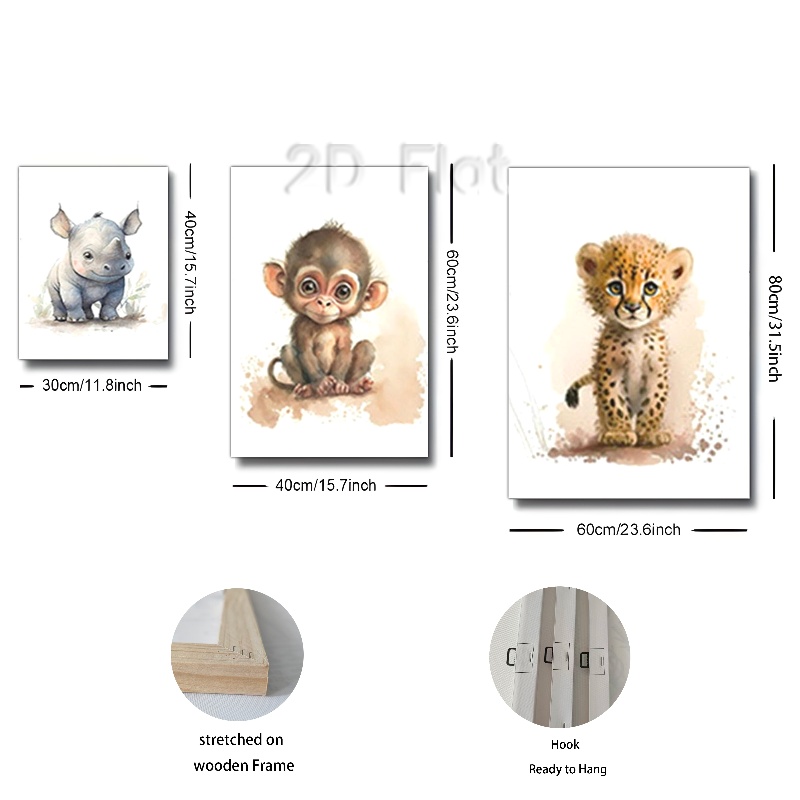 2D Flat
40cm/15.7inch
30cm/11.8inch
60cm/23.6inch
40cm/15.7inch
80cm/31.5inch
60cm/23.6inch
stretched on
wooden Frame
Hook
Ready to Hang